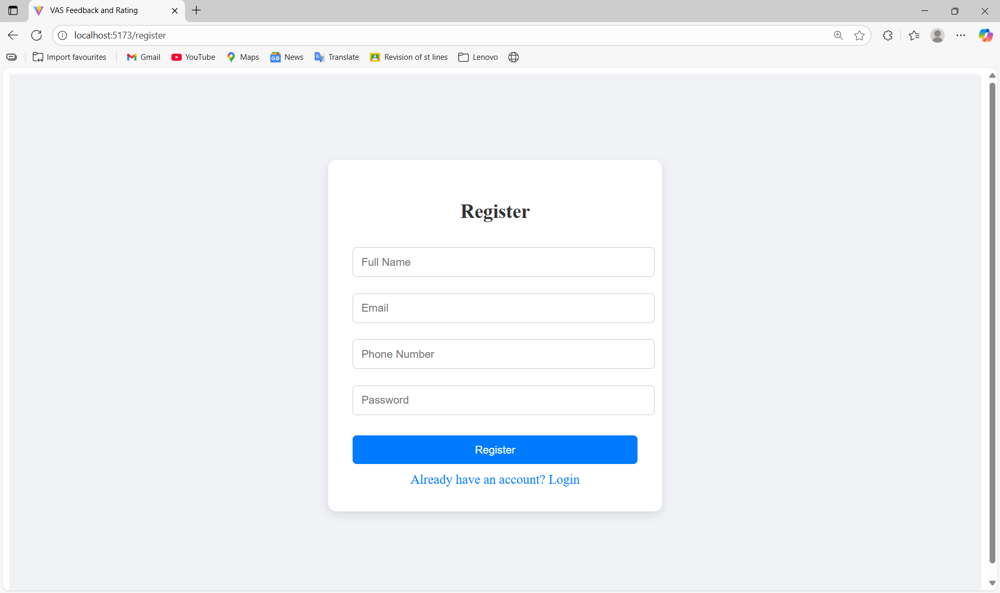 VAS Feedback and Rating
localhost:5173/register
Import favourites Gmail YouTube Maps News Translate Revision of st lines Lenovo
Register
Full Name
Email
Phone Number
Password
Register
Already have an account? Login